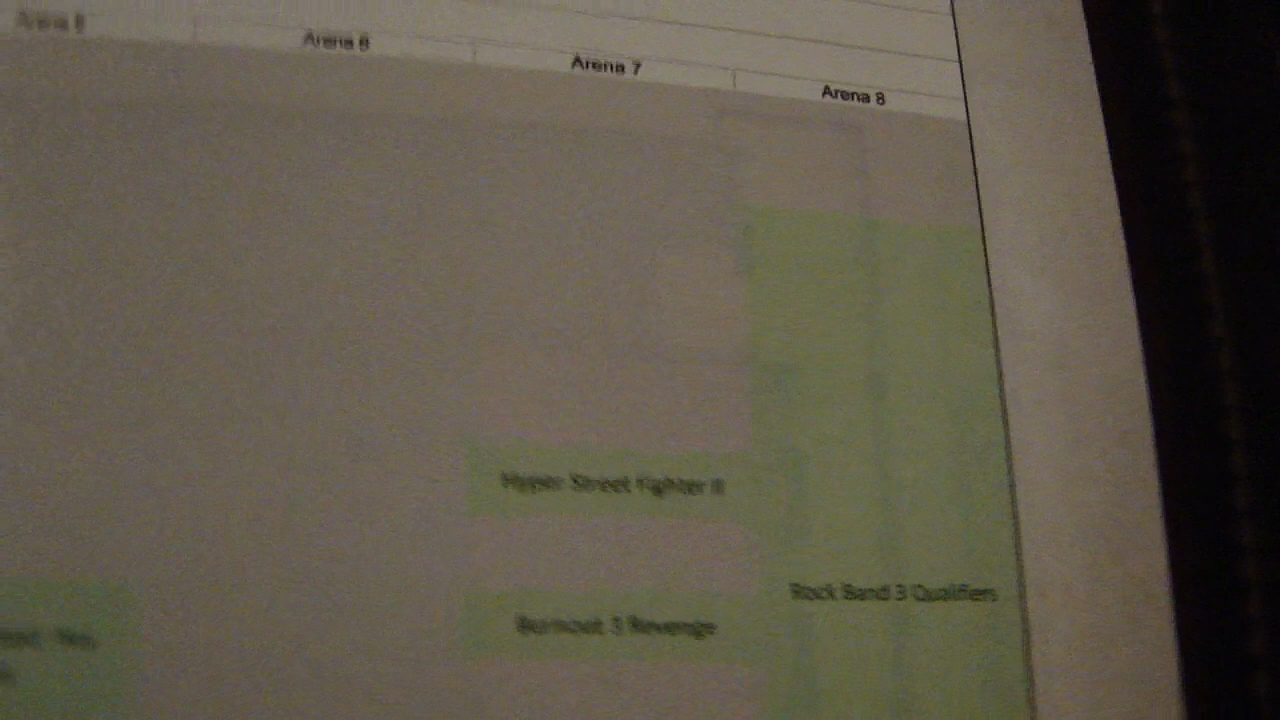 Arena 6
Arena 7
Arena 8
Hyper Street Fighter II
Rock Band 3 Qualifiers
Burnout 3 Revenge